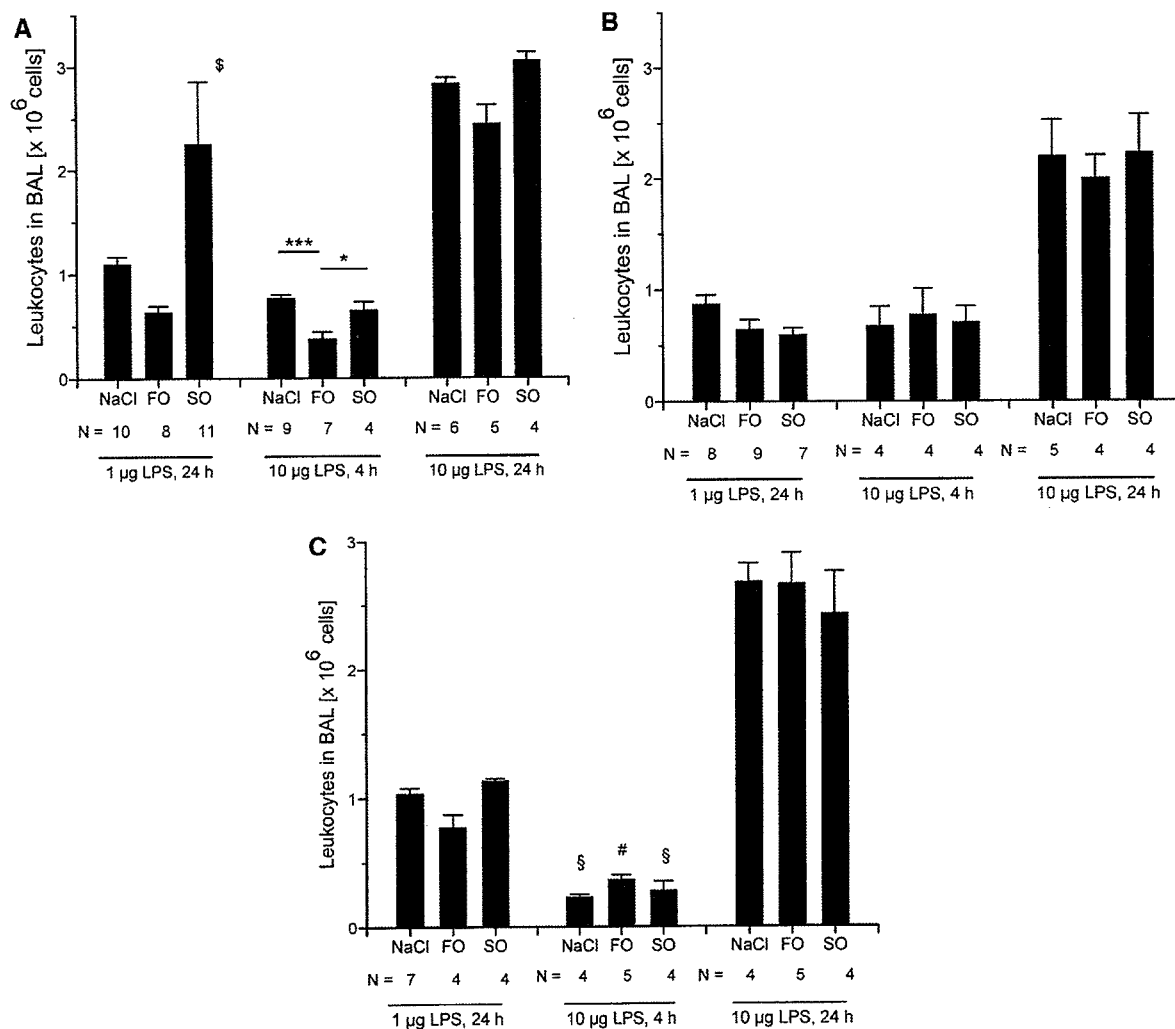 A
Leukocytes in BAL [x 10^6 cells]
3
2
1
0
$
***
*
NaCl FO SO NaCl FO SO NaCl FO SO
N = 10 8 11 N = 9 7 4 N = 6 5 4
1 µg LPS, 24 h 10 µg LPS, 4 h 10 µg LPS, 24 h
B
Leukocytes in BAL [x 10^6 cells]
3
2
1
0
NaCl FO SO NaCl FO SO NaCl FO SO
N = 8 9 7 N = 4 4 4 N = 5 4 4
1 µg LPS, 24 h 10 µg LPS, 4 h 10 µg LPS, 24 h
C
Leukocytes in BAL [x 10^6 cells]
3
2
1
0
§ # §
NaCl FO SO NaCl FO SO NaCl FO SO
N = 7 4 4 N = 4 5 4 N = 4 5 4
1 µg LPS, 24 h 10 µg LPS, 4 h 10 µg LPS, 24 h